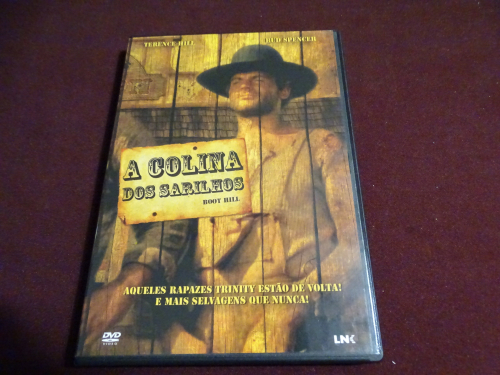 TERENCE HILL
BUD SPENCER
A COLINA
DOS SARILHOS
BOOT HILL
AQUELES RAPAZES TRINITY ESTÃO DE VOLTA!
E MAIS SELVAGENS QUE NUNCA!
DVD
VIDEO
LNK